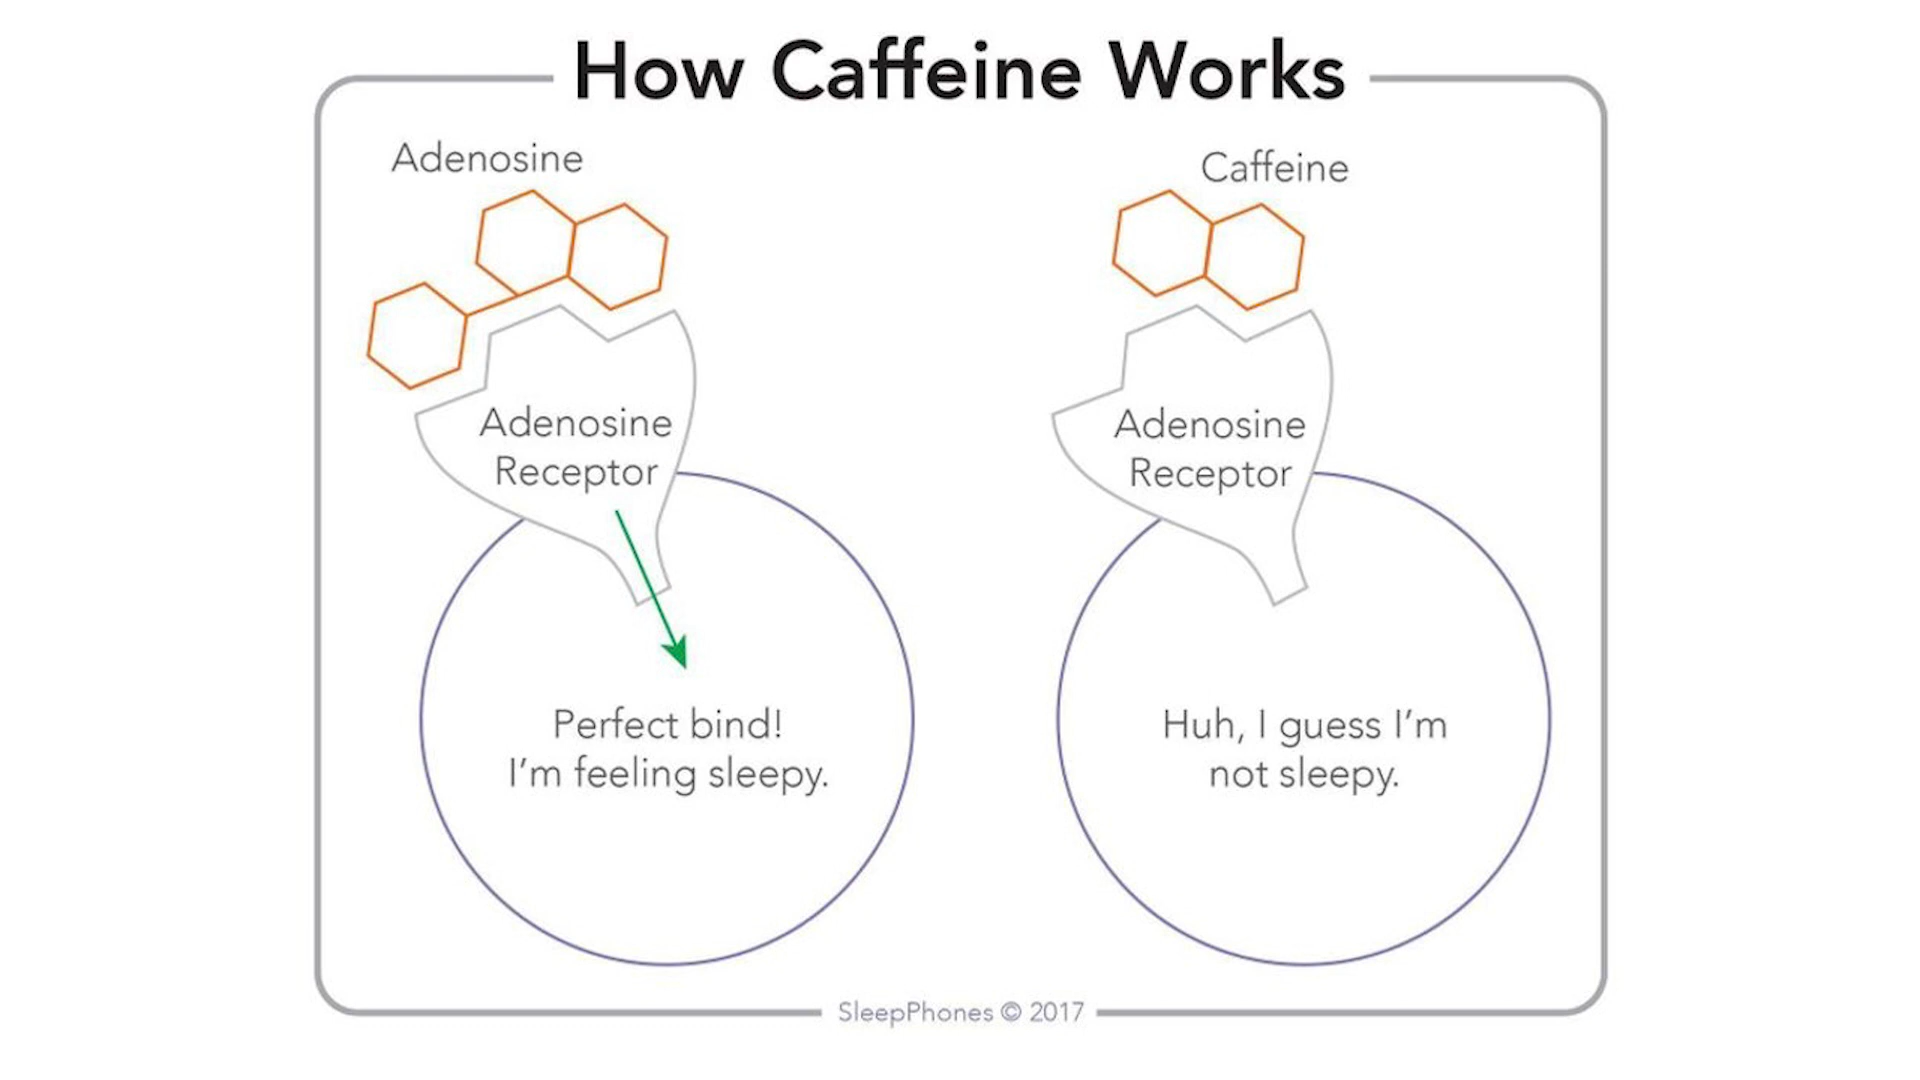 How Caffeine Works
Adenosine
Adenosine
Receptor
Perfect bind!
I'm feeling sleepy.
Caffeine
Adenosine
Receptor
Huh, I guess I'm
not sleepy.
SleepPhones © 2017